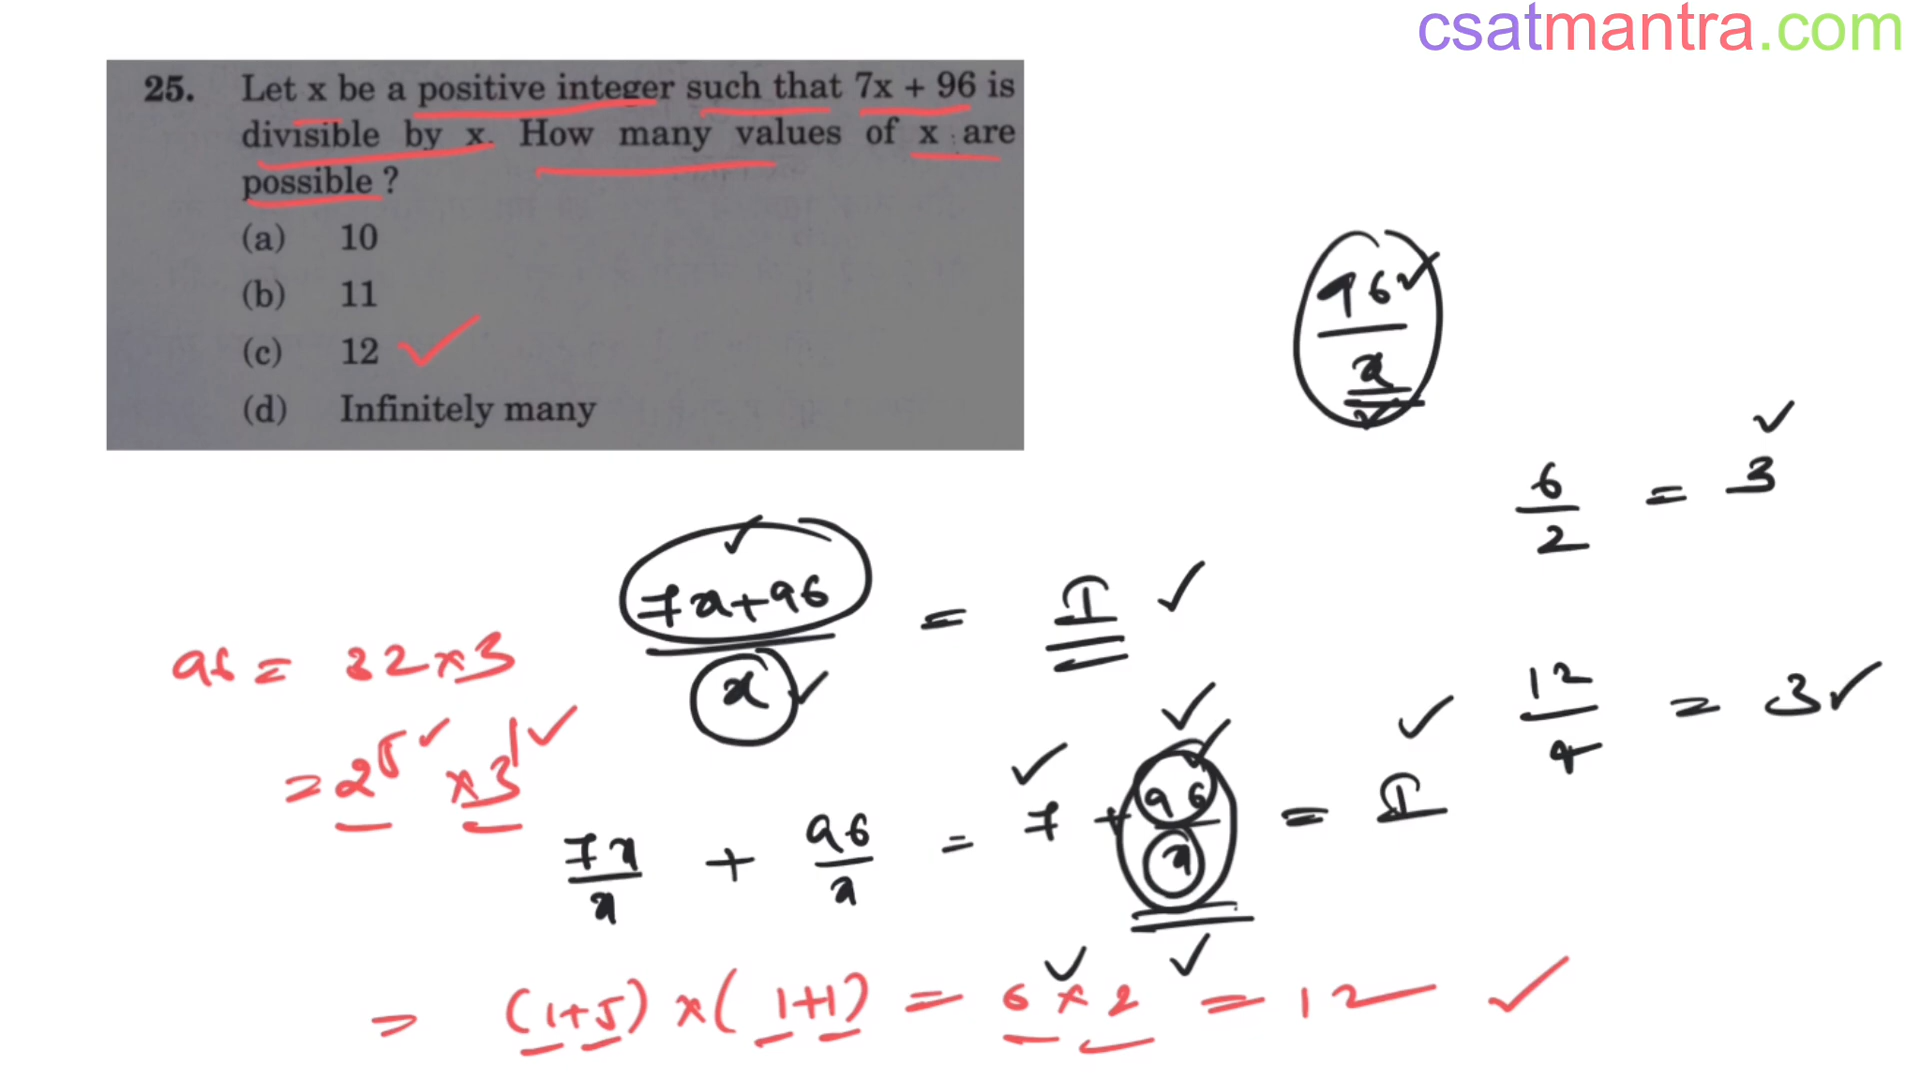 csatmantra.com
25. Let x be a positive integer such that 7x + 96 is
divisible by x. How many values of x are
possible ?
(a) 10
(b) 11
(c) 12
(d) Infinitely many
96
x
6/2 = 3
7x+96
x
= I
96 = 32 x 3
= 2^5 x 3^1
12/4 = 3
7x/x + 96/x = 7 + 96/x = I
= (1+5) x (1+1) = 6 x 2 = 12